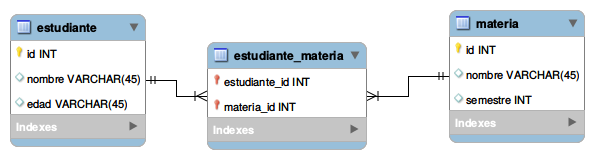 estudiante
id INT
nombre VARCHAR(45)
edad VARCHAR(45)
Indexes
estudiante_materia
estudiante_id INT
materia_id INT
Indexes
materia
id INT
nombre VARCHAR(45)
semestre INT
Indexes